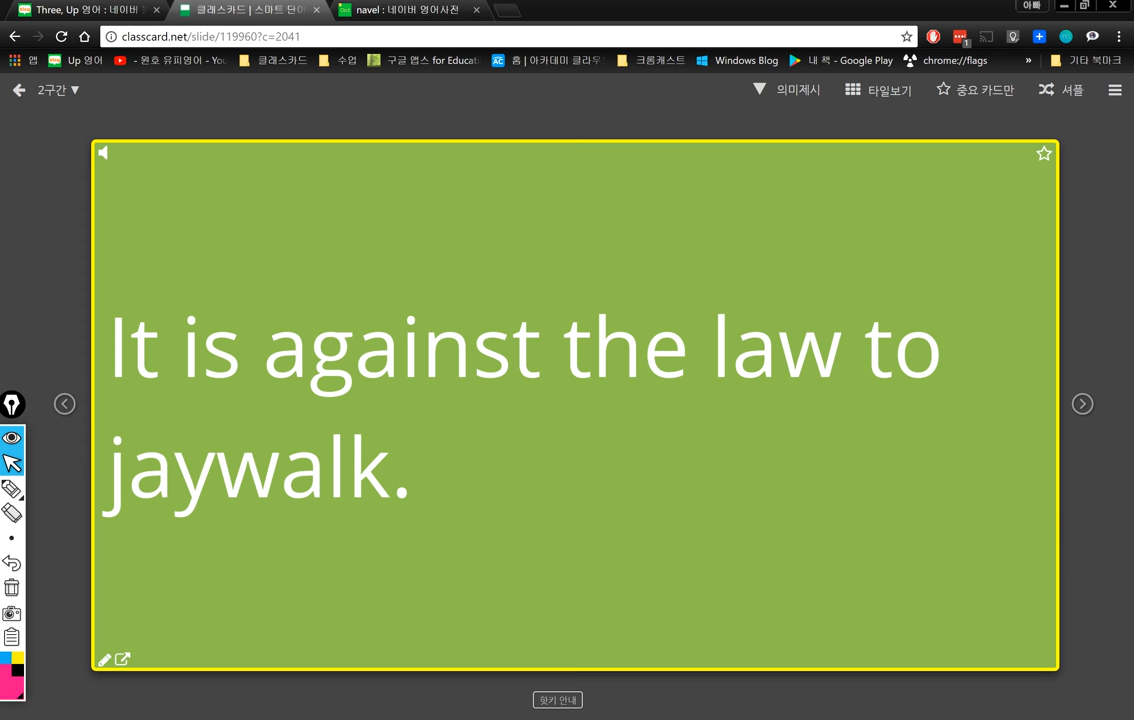 Three, Up 영어 : 네이버
클래스카드 | 스마트 단어
navel : 네이버 영어사전
아빠
classcard.net/slide/119960?c=2041
1
앱
Up 영어
- 원호 유피영어 - You
클래스카드
수업
구글 앱스 for Educati
AC
홈 | 아카데미 클라우드
크롬캐스트
Windows Blog
내 책 - Google Play
chrome://flags
»
기타 북마크
2구간 ▼
▼ 의미제시
타일보기
중요 카드만
셔플
It is against the law to
jaywalk.
핫키 안내